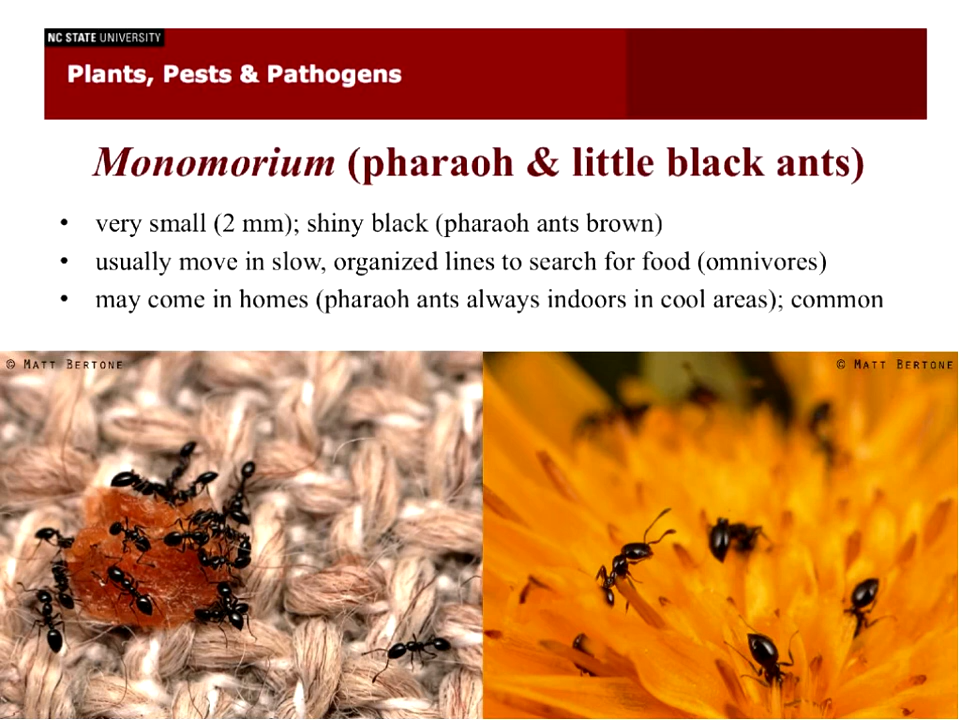 NC STATE UNIVERSITY
Plants, Pests & Pathogens
Monomorium (pharaoh & little black ants)
• very small (2 mm); shiny black (pharaoh ants brown)
• usually move in slow, organized lines to search for food (omnivores)
• may come in homes (pharaoh ants always indoors in cool areas); common
© MATT BERTONE
© MATT BERTONE